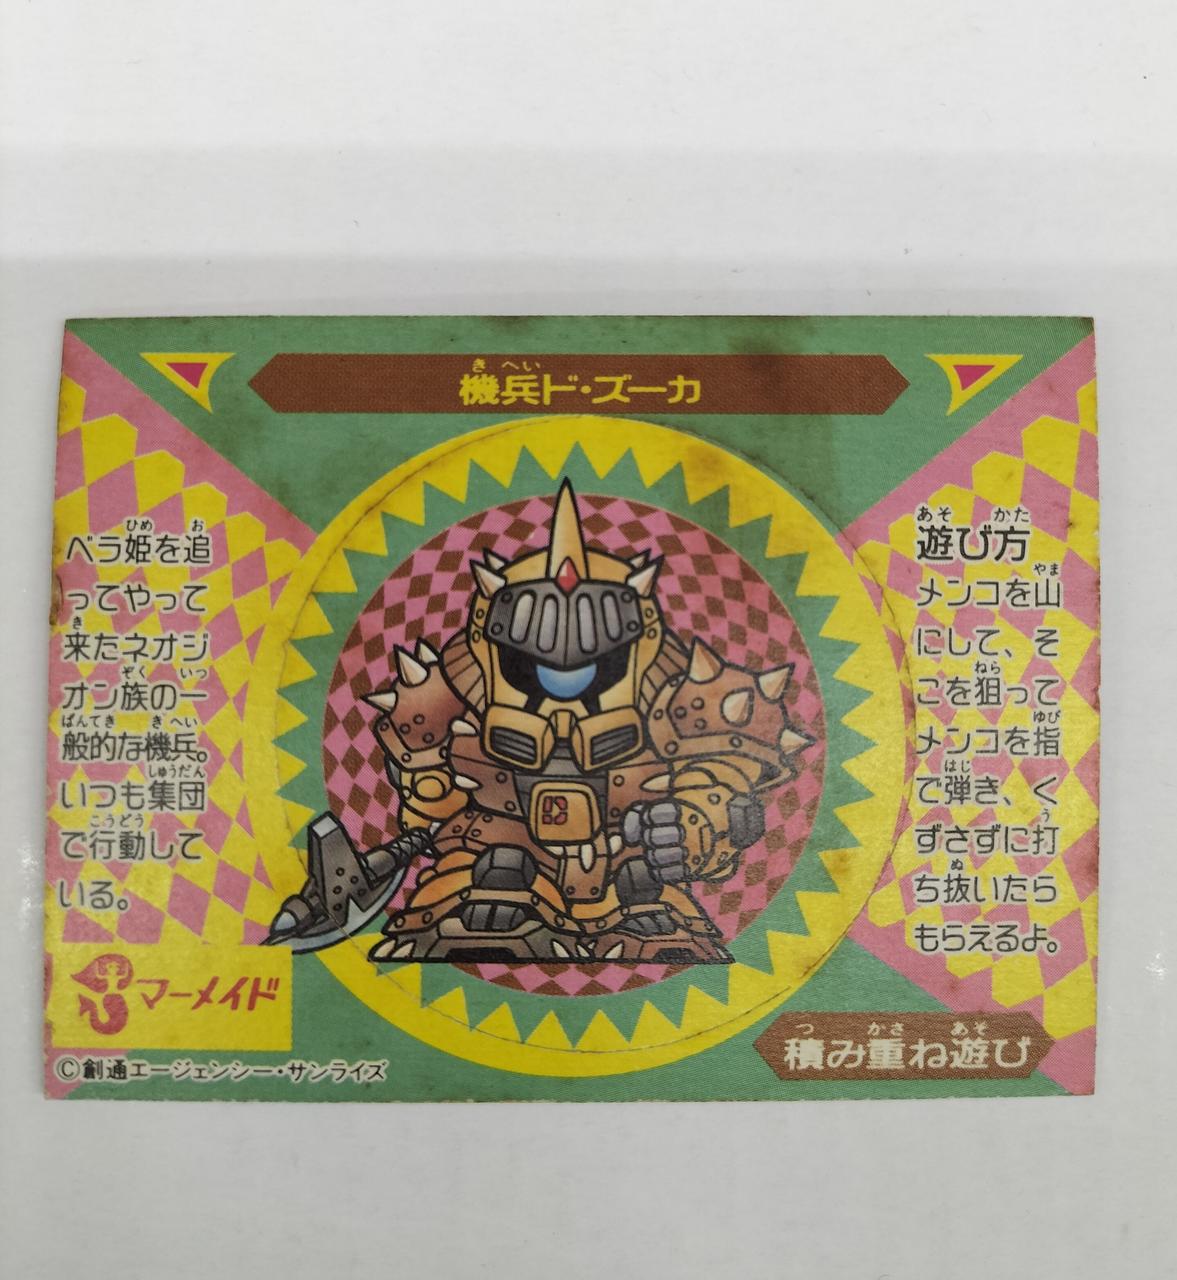 機兵ド・ズーカ
ベラ姫を追
ってやって
来たネオジ
オン族の一
般的な機兵。
いつも集団
で行動して
いる。
マーメイド
©創通エージェンシー・サンライズ
遊び方
メンコを山
にして、そ
こを狙って
メンコを指
で弾き、く
ずさずに打
ち抜いたら
もらえるよ。
積み重ね遊び